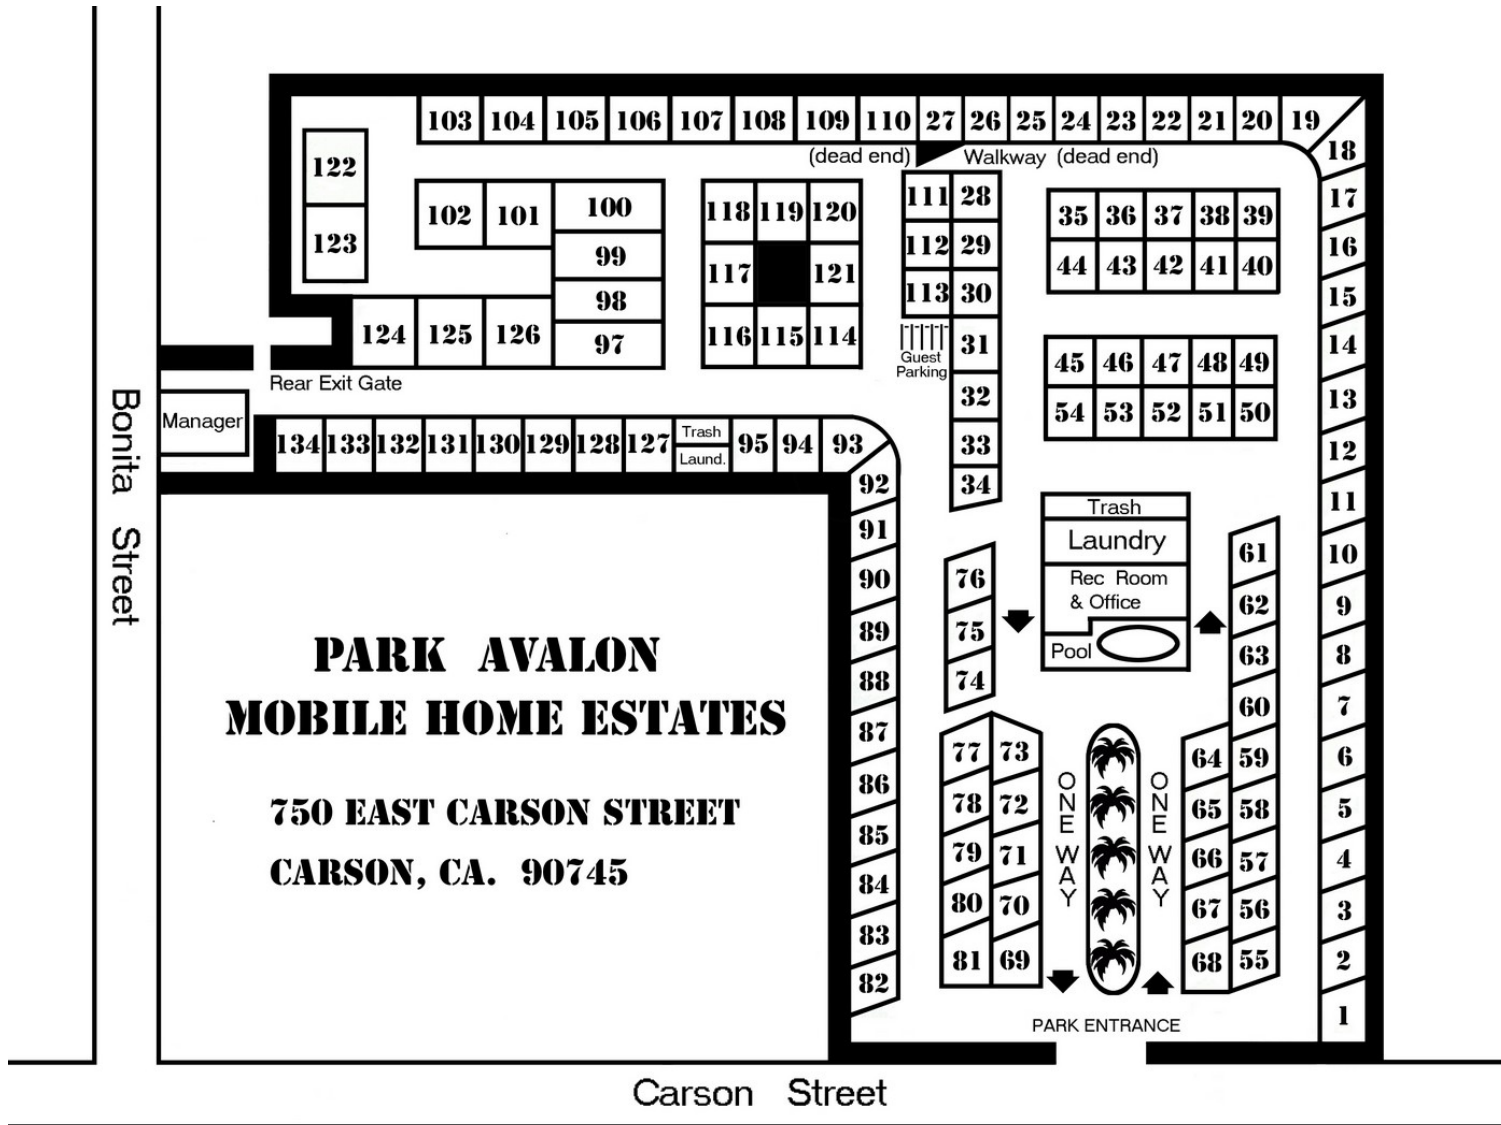 103 104 105 106 107 108 109 110 27 26 25 24 23 22 21 20 19
18
(dead end) Walkway (dead end)
122
123
102 101 100
99
98
97
124 125 126
118 119 120
117 121
116 115 114
111 28
112 29
113 30
31
Guest
Parking
32
33
34
35 36 37 38 39
44 43 42 41 40
45 46 47 48 49
54 53 52 51 50
17
16
15
14
13
12
11
10
9
8
7
6
5
4
3
2
1
Rear Exit Gate
Manager
Bonita Street
134 133 132 131 130 129 128 127
Trash
Laund.
95 94 93
92
91
90
89
88
87
86
85
84
83
82
Trash
Laundry
Rec Room
& Office
Pool
61
62
63
60
64 59
65 58
66 57
67 56
68 55
76
75
74
77 73
78 72
79 71
80 70
81 69
ONE WAY
ONE WAY
PARK ENTRANCE
PARK AVALON
MOBILE HOME ESTATES
750 EAST CARSON STREET
CARSON, CA. 90745
Carson Street